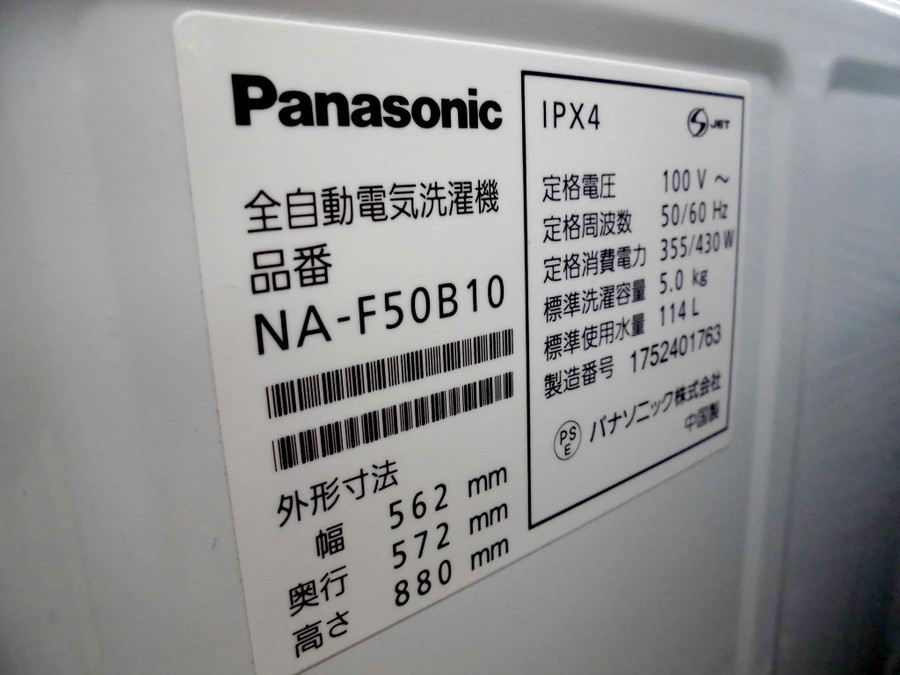 Panasonic
全自動電気洗濯機
品番
NA-F50B10
外形寸法
幅 562 mm
奥行 572 mm
高さ 880 mm
IPX4
S JET
定格電圧 100 V ～
定格周波数 50/60 Hz
定格消費電力 355/430 W
標準洗濯容量 5.0 kg
標準使用水量 114 L
製造番号 1752401763
PS
E
パナソニック株式会社
中国製